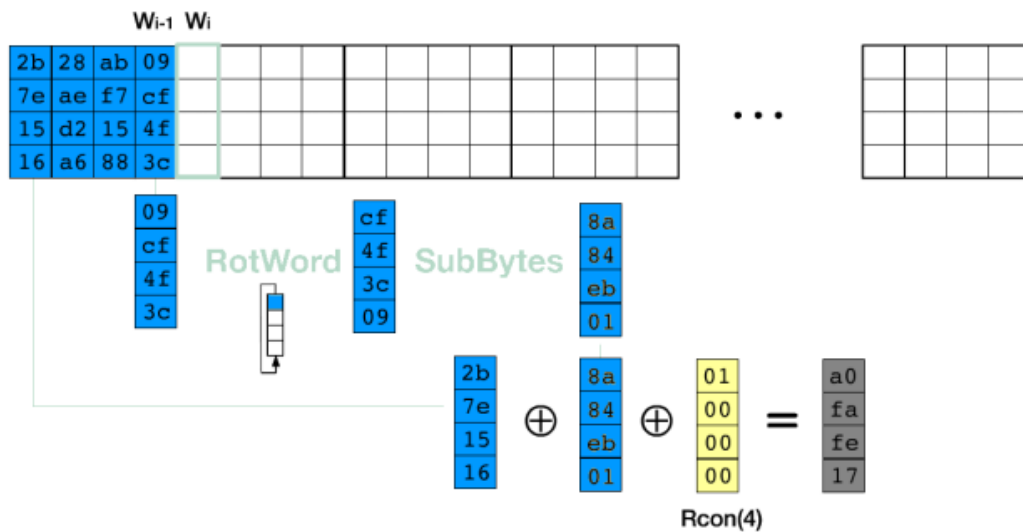 Wi-1 Wi
2b 28 ab 09
7e ae f7 cf
15 d2 15 4f
16 a6 88 3c
...
09
cf
4f
3c
RotWord
cf
4f
3c
09
SubBytes
8a
84
eb
01
2b ⊕ 8a ⊕ 01 = a0
7e 84 00 fa
15 eb 00 fe
16 01 00 17
Rcon(4)